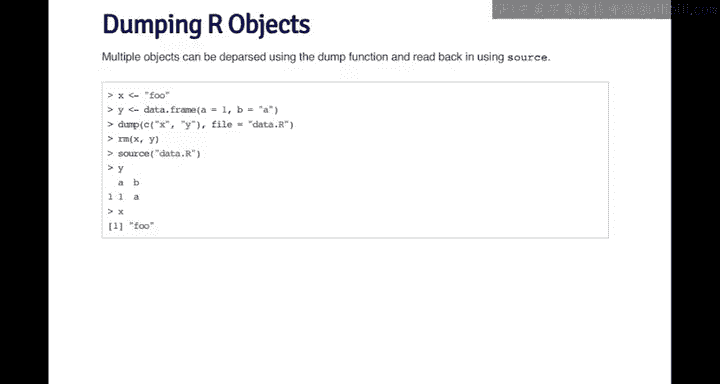 Dumping R Objects
Multiple objects can be deparsed using the dump function and read back in using source.
> x <- "foo"
> y <- data.frame(a = 1, b = "a")
> dump(c("x", "y"), file = "data.R")
> rm(x, y)
> source("data.R")
> y
  a b
1 1 a
> x
[1] "foo"